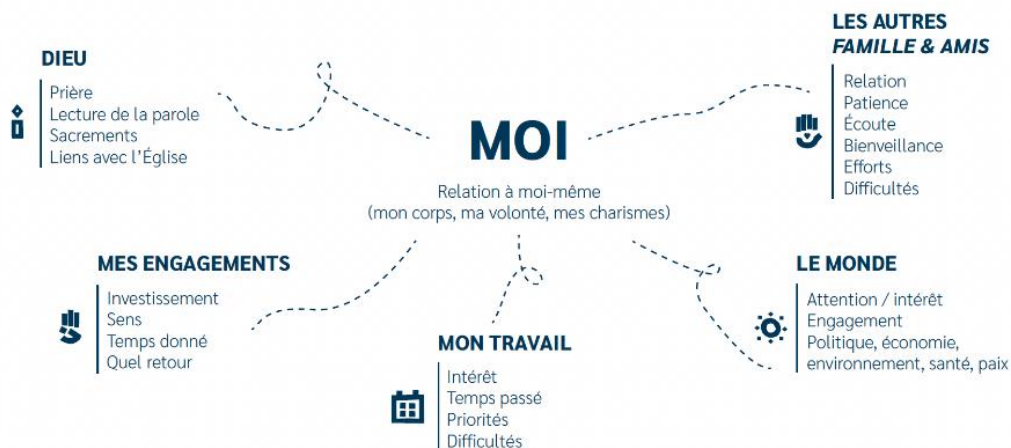 DIEU
Prière
Lecture de la parole
Sacrements
Liens avec l'Église
LES AUTRES
FAMILLE & AMIS
Relation
Patience
Écoute
Bienveillance
Efforts
Difficultés
MOI
Relation à moi-même
(mon corps, ma volonté, mes charismes)
MES ENGAGEMENTS
Investissement
Sens
Temps donné
Quel retour
MON TRAVAIL
Intérêt
Temps passé
Priorités
Difficultés
LE MONDE
Attention / intérêt
Engagement
Politique, économie,
environnement, santé, paix